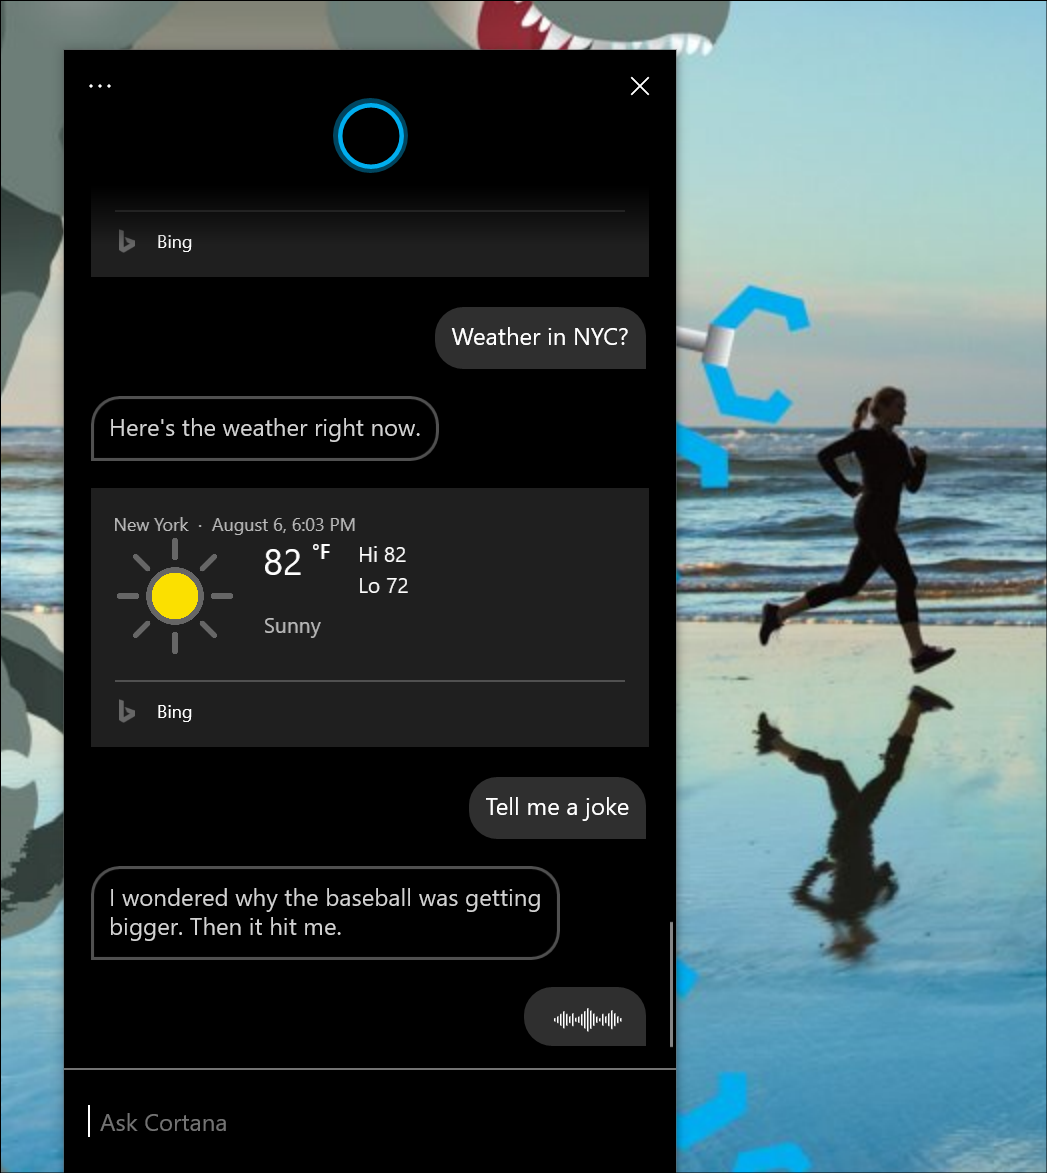 Bing
Weather in NYC?
Here's the weather right now.
New York · August 6, 6:03 PM
82 °F Hi 82
Lo 72
Sunny
Bing
Tell me a joke
I wondered why the baseball was getting
bigger. Then it hit me.
Ask Cortana